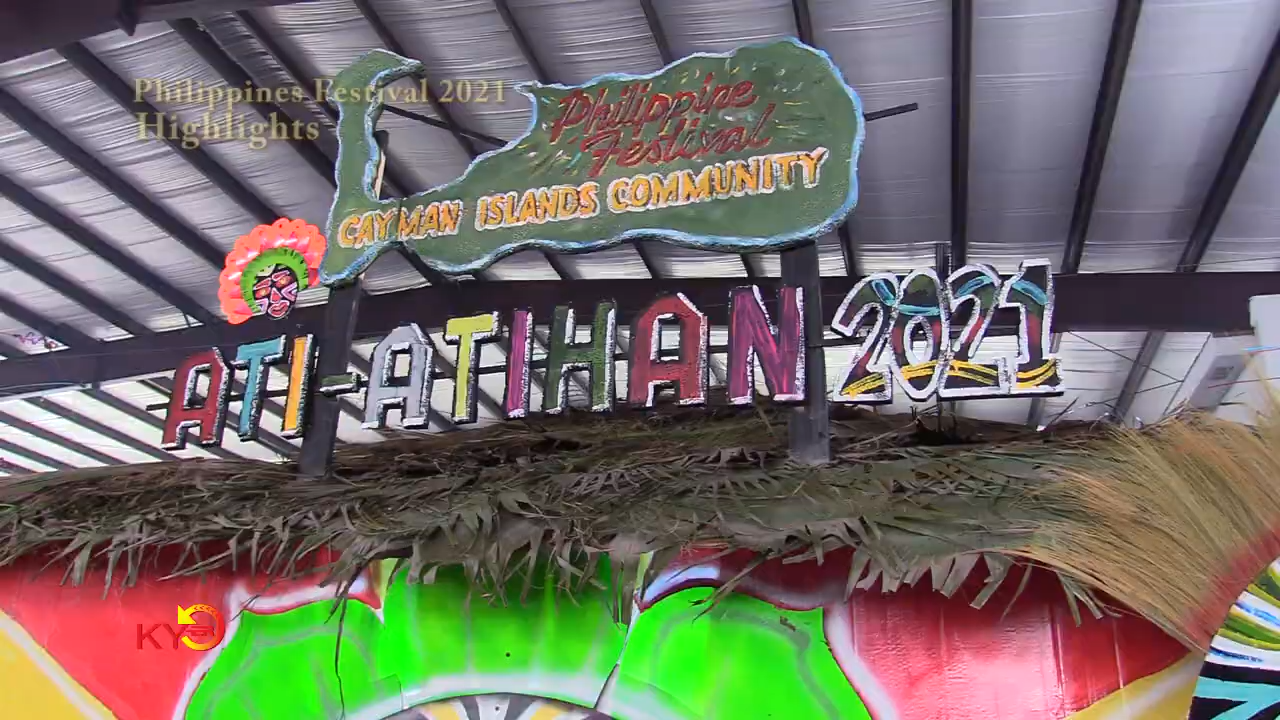 Philippines Festival 2021
Highlights
Philippine
Festival
CAYMAN ISLANDS COMMUNITY
ATI-ATIHAN 2021
KY